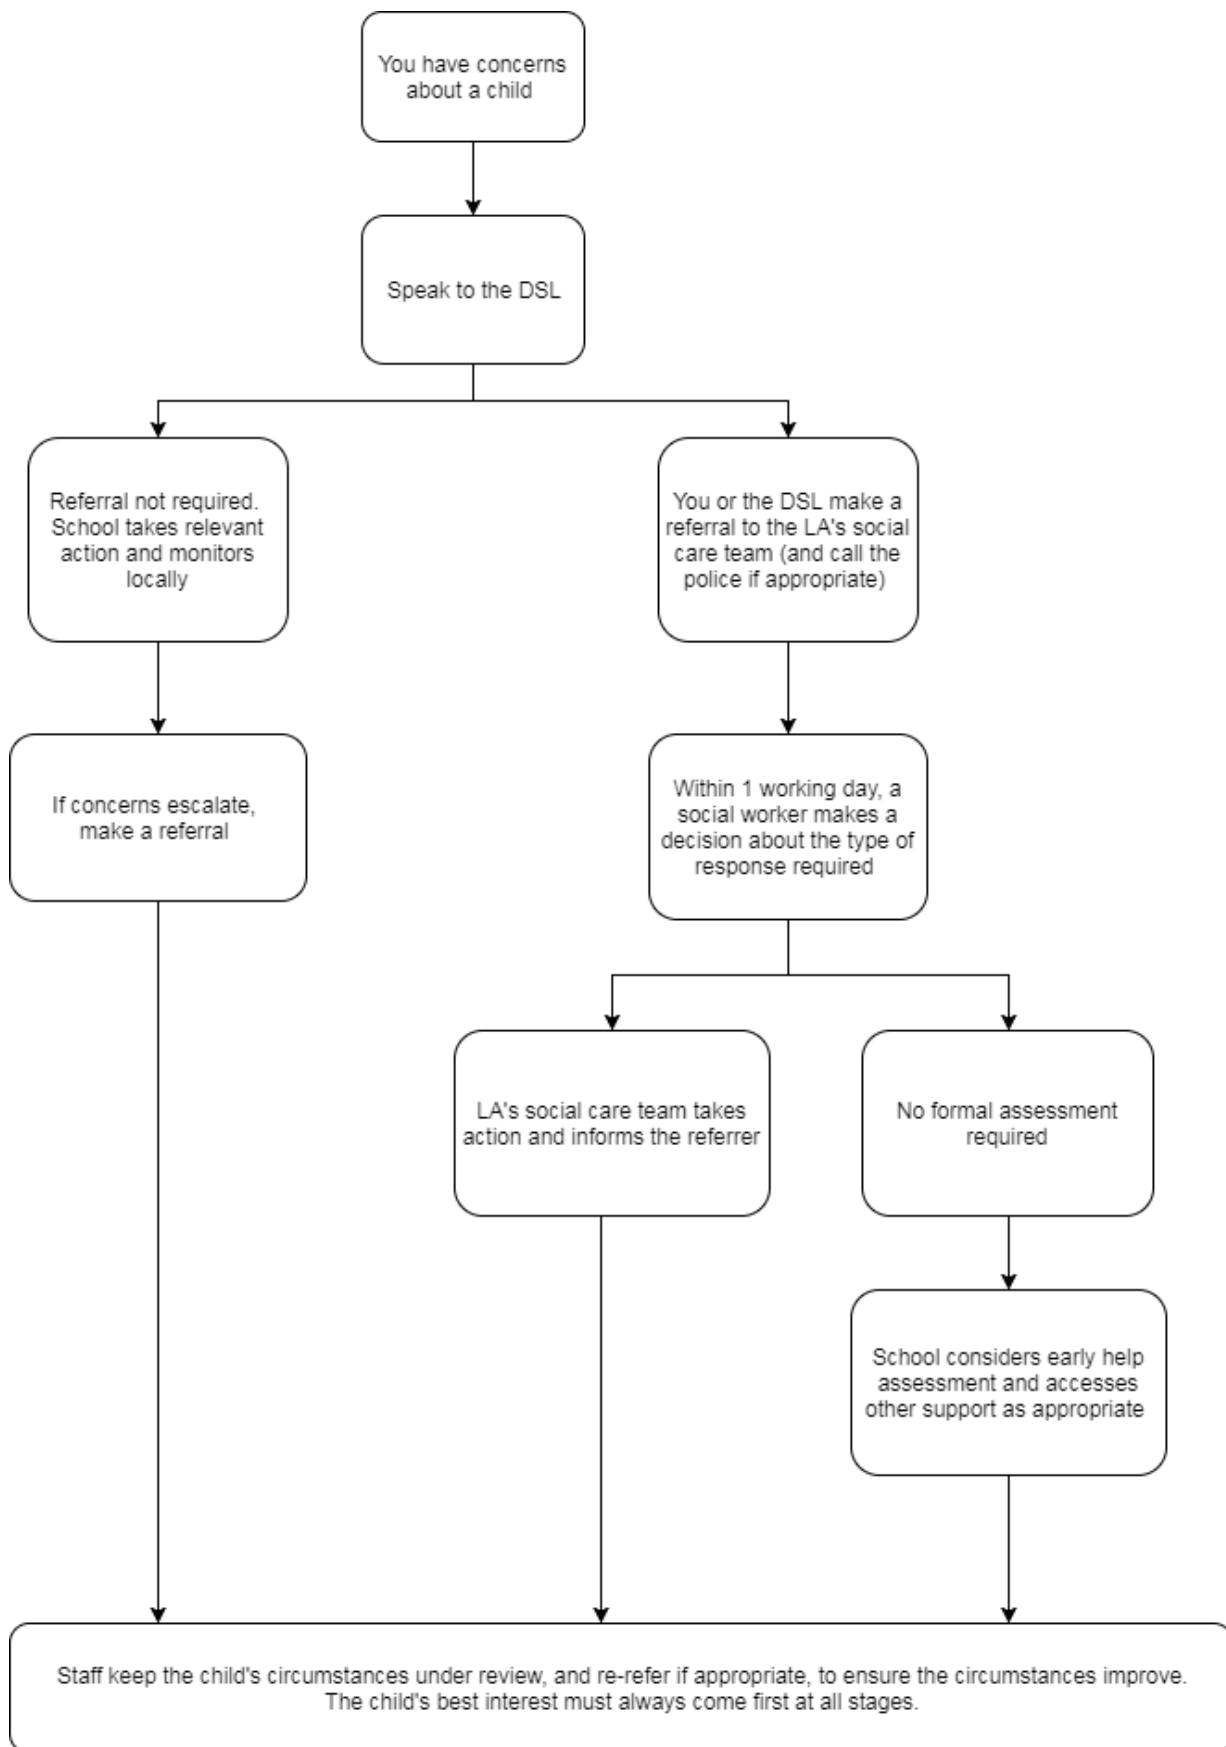 You have concerns
about a child
Speak to the DSL
Referral not required.
School takes relevant
action and monitors
locally
You or the DSL make a
referral to the LA's social
care team (and call the
police if appropriate)
If concerns escalate,
make a referral
Within 1 working day, a
social worker makes a
decision about the type of
response required
LA's social care team takes
action and informs the referrer
No formal assessment
required
School considers early help
assessment and accesses
other support as appropriate
Staff keep the child's circumstances under review, and re-refer if appropriate, to ensure the circumstances improve.
The child's best interest must always come first at all stages.